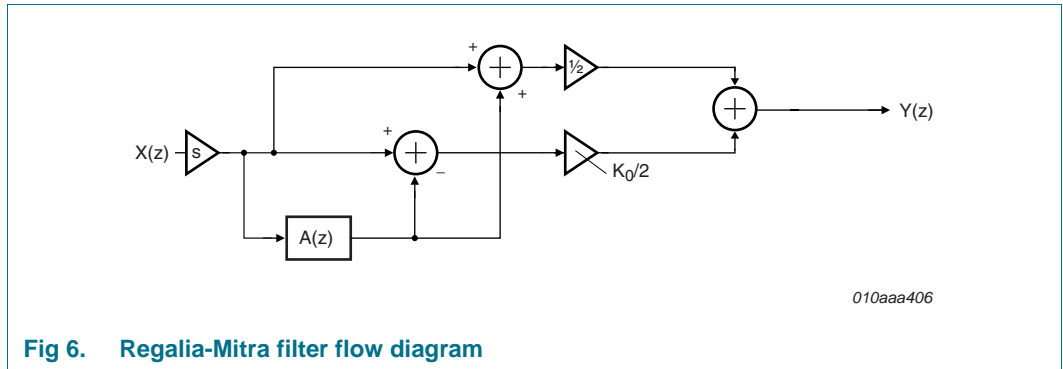 +
+
+
½
+
X(z)
s
+
+
–
+
Y(z)
K₀/2
A(z)
010aaa406
Fig 6. Regalia-Mitra filter flow diagram